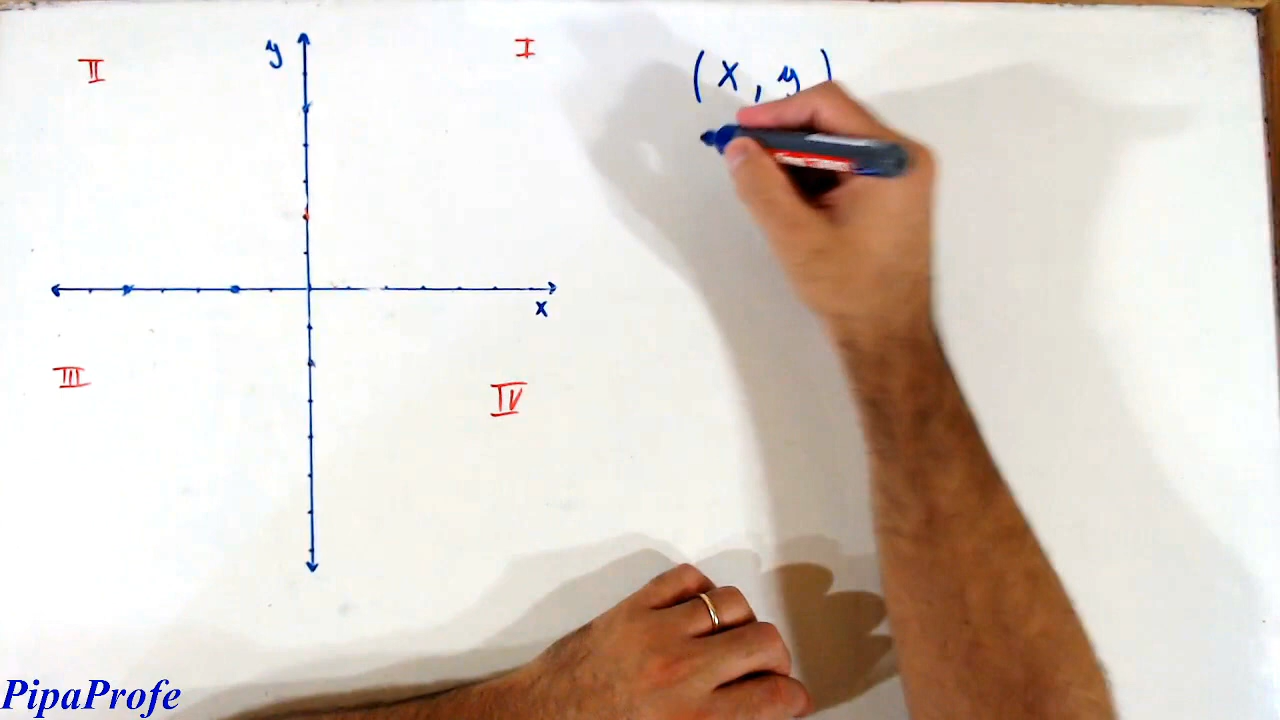 II
y
I
(x, y)
x
III
IV
PipaProfe